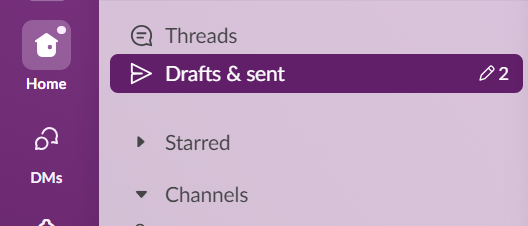 Threads
Drafts & sent 2
Home
Starred
DMs
Channels